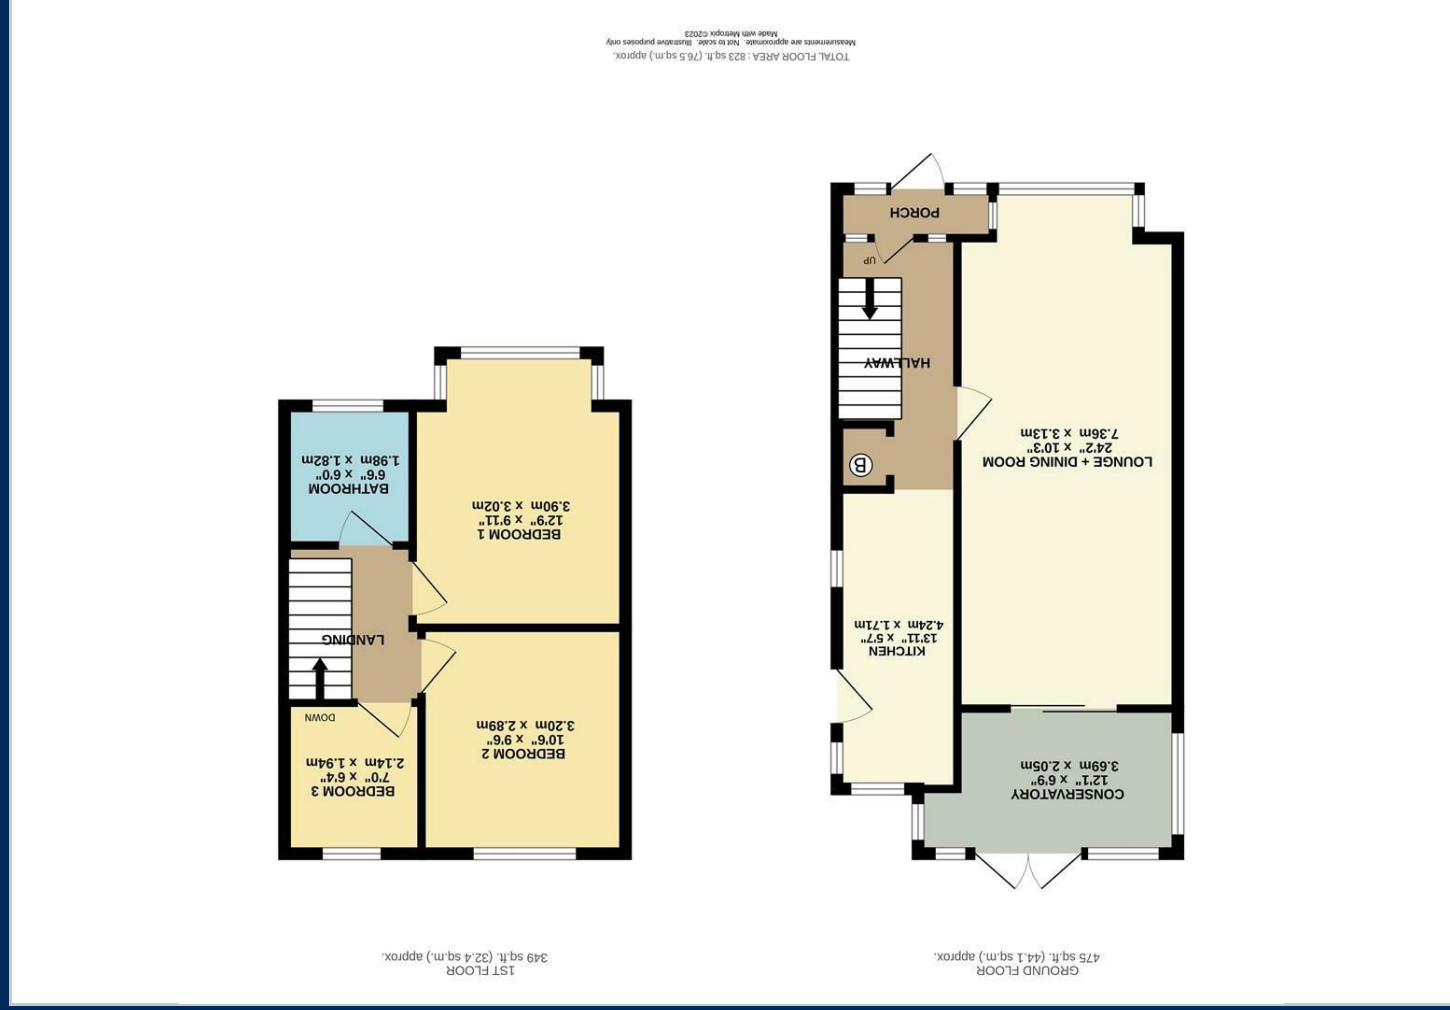 GROUND FLOOR
475 sq.ft. (44.1 sq.m.) approx.
1ST FLOOR
349 sq.ft. (32.4 sq.m.) approx.
CONSERVATORY
12'1" x 6'9"
3.69m x 2.05m
KITCHEN
13'11" x 5'7"
4.24m x 1.71m
LOUNGE + DINING ROOM
24'2" x 10'3"
7.36m x 3.13m
B
HALLWAY
UP
PORCH
BEDROOM 2
10'6" x 9'6"
3.20m x 2.89m
BEDROOM 3
7'0" x 6'4"
2.14m x 1.94m
DOWN
LANDING
BEDROOM 1
12'9" x 9'11"
3.90m x 3.02m
BATHROOM
6'6" x 6'0"
1.98m x 1.82m
TOTAL FLOOR AREA : 823 sq.ft. (76.5 sq.m.) approx.
Measurements are approximate. Not to scale. Illustrative purposes only
Made with Metropix ©2023